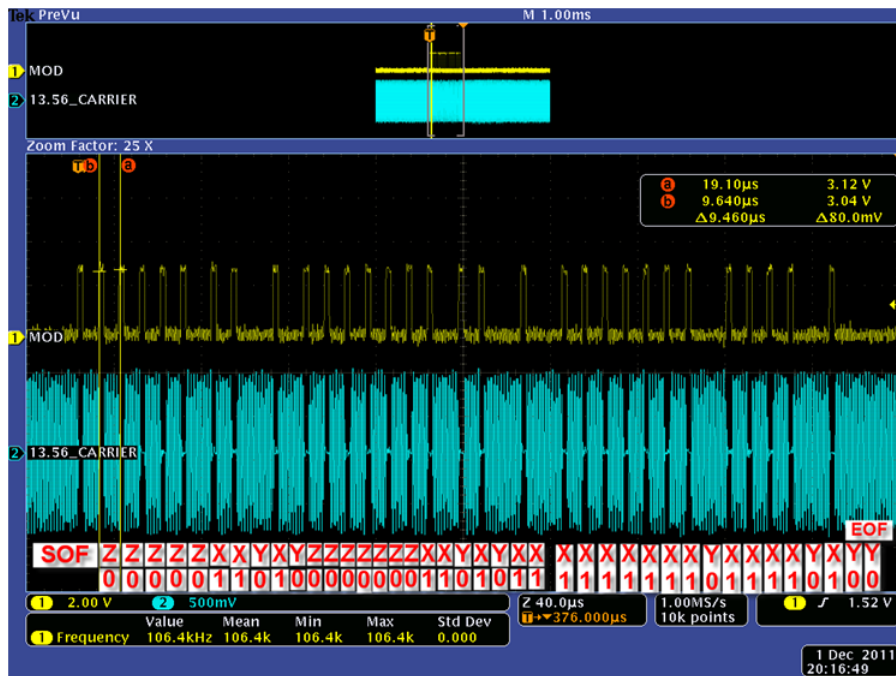 Tek PreVu M 1.00ms
T
1 MOD
2 13.56_CARRIER
Zoom Factor: 25 X
T b a
a 19.10µs 3.12 V
b 9.640µs 3.04 V
Δ9.460µs Δ80.0mV
1 MOD
2 13.56_CARRIER
EOF
SOF Z Z Z Z Z X X Y X Y Z Z Z Z Z Z X X Y X Y X X X X X X X X X Y X X X X Y X Y Y
0 0 0 0 0 1 1 0 1 0 0 0 0 0 0 0 1 1 0 1 0 1 1 1 1 1 1 1 1 1 0 1 1 1 1 0 1 0 0
1 2.00 V 2 500mV Z 40.0µs 1.00MS/s 1 1.52 V
Value Mean Min Max Std Dev T→▼376.000µs 10k points
1 Frequency 106.4kHz 106.4k 106.4k 106.4k 0.000
1 Dec 2011
20:16:49